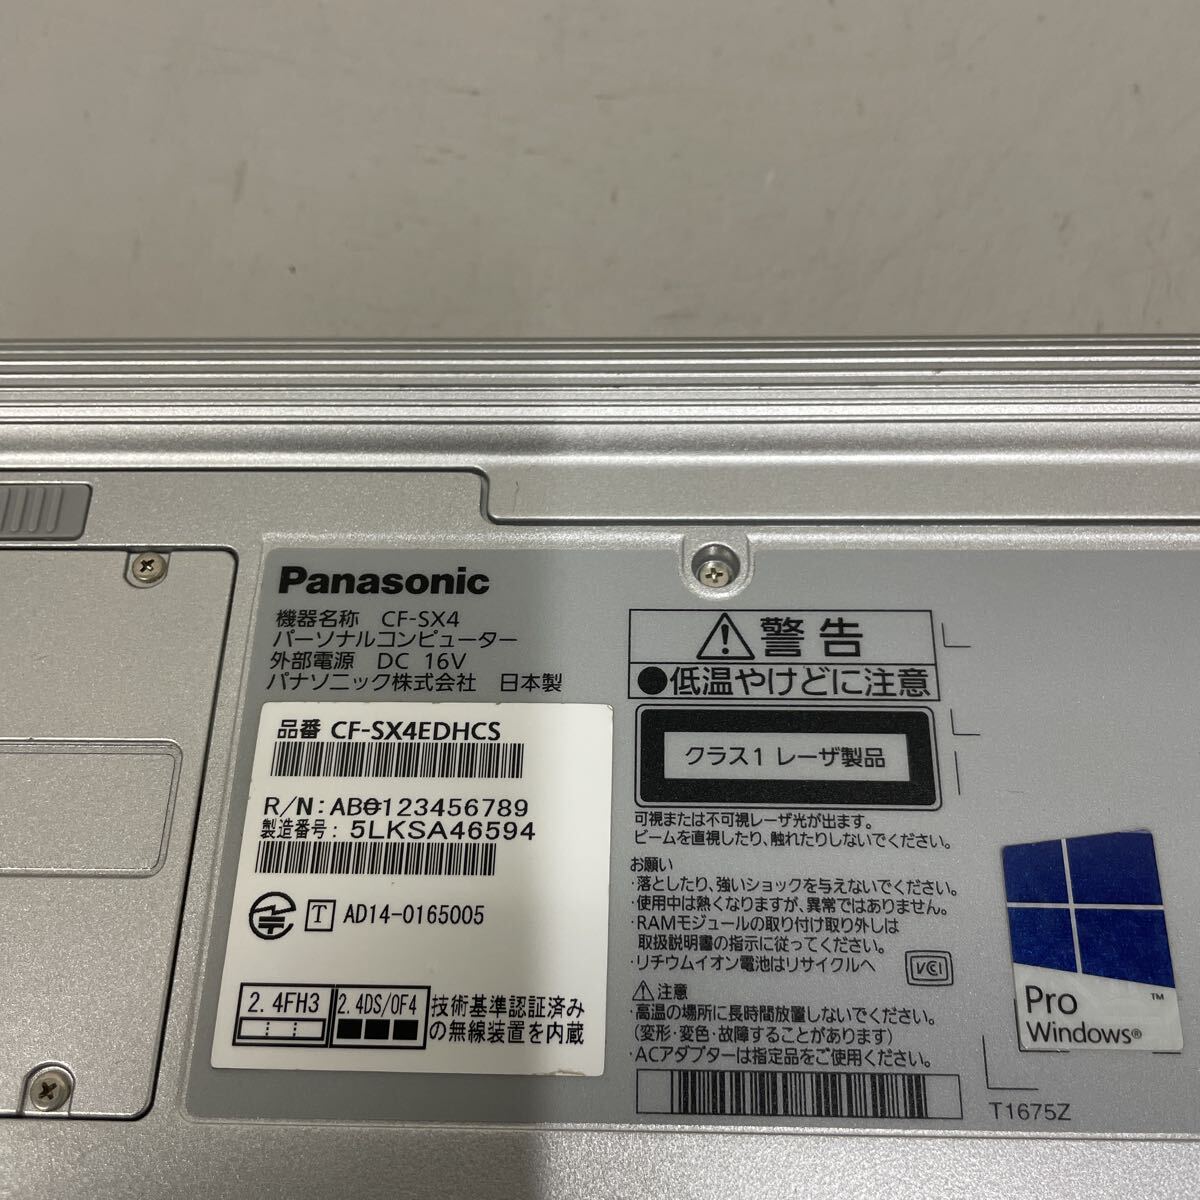 Panasonic
機器名称 CF-SX4
パーソナルコンピューター
外部電源 DC 16V
パナソニック株式会社 日本製
品番 CF-SX4EDHCS
R/N:AB0123456789
製造番号: 5LKSA46594
T AD14-0165005
2.4FH3 2.4DS/OF4
技術基準認証済み
の無線装置を内蔵
警告
●低温やけどに注意
クラス1 レーザ製品
可視または不可視レーザ光が出ます。
ビームを直視したり、触れたりしないでください。
お願い
・落としたり、強いショックを与えないでください。
・使用中は熱くなりますが、異常ではありません。
・RAMモジュールの取り付け取り外しは
取扱説明書の指示に従ってください。
・リチウムイオン電池はリサイクルへ
VCI
注意
・高温の場所に長時間放置しないでください。
(変形・変色・故障することがあります)
・ACアダプターは指定品をご使用ください。
Pro
Windows®
™
T1675Z